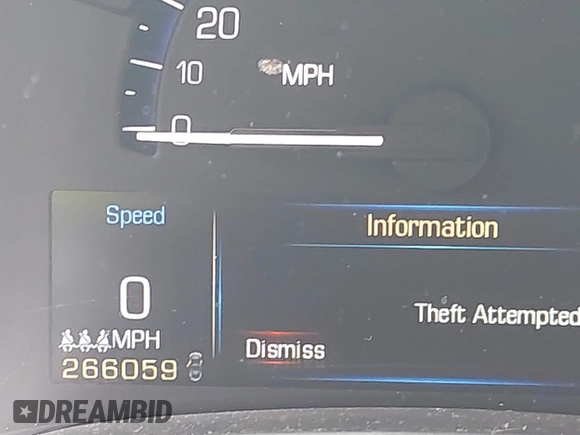 20
10
MPH
0
Speed
Information
0
Theft Attempted
MPH
Dismiss
266059
DREAMBID